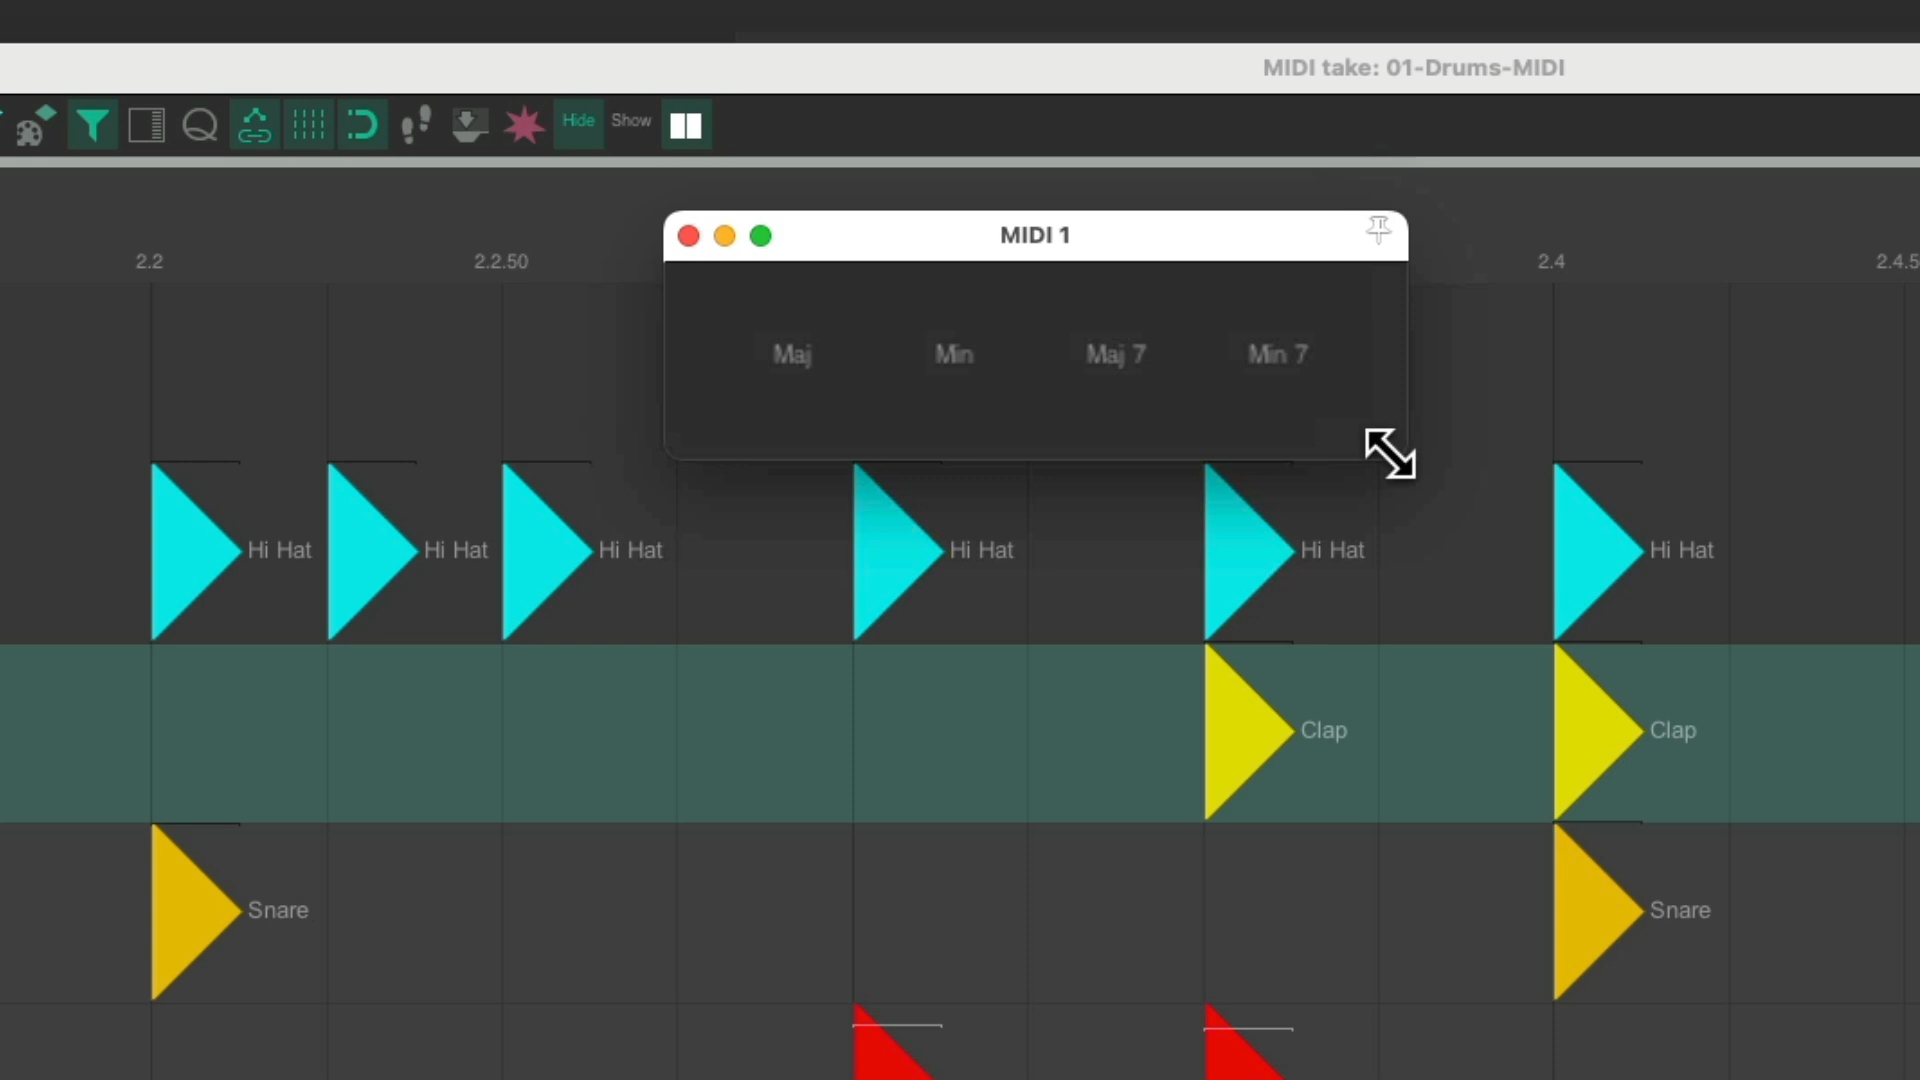 MIDI take: 01-Drums-MIDI
Hide Show
MIDI 1
2.2 2.2.50 2.4 2.4.5
Maj Min Maj 7 Min 7
Hi Hat Hi Hat Hi Hat Hi Hat Hi Hat Hi Hat
Clap Clap
Snare Snare